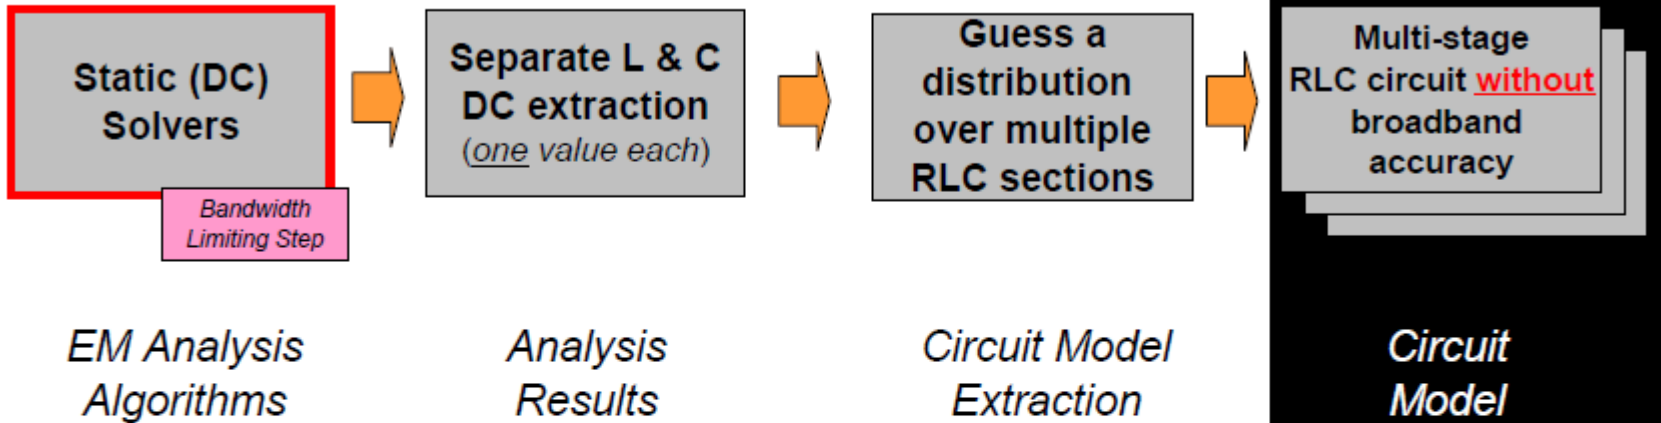 Static (DC)
Solvers
Bandwidth
Limiting Step
Separate L & C
DC extraction
(one value each)
Guess a
distribution
over multiple
RLC sections
Multi-stage
RLC circuit without
broadband
accuracy
EM Analysis
Algorithms
Analysis
Results
Circuit Model
Extraction
Circuit
Model